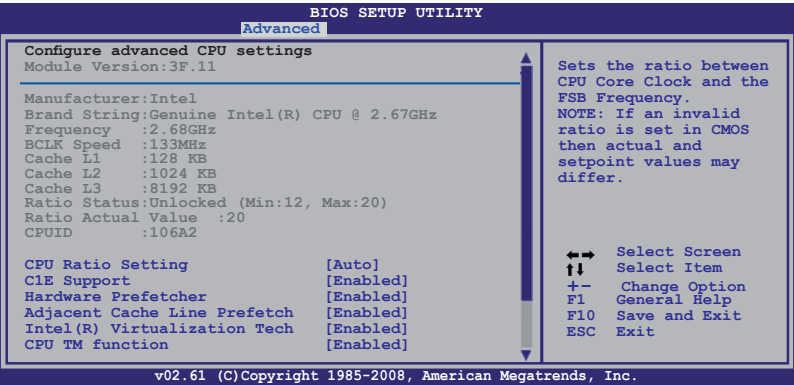 BIOS SETUP UTILITY
Advanced
Configure advanced CPU settings
Module Version:3F.11
Manufacturer:Intel
Brand String:Genuine Intel(R) CPU @ 2.67GHz
Frequency :2.68GHz
BCLK Speed :133MHz
Cache L1 :128 KB
Cache L2 :1024 KB
Cache L3 :8192 KB
Ratio Status:Unlocked (Min:12, Max:20)
Ratio Actual Value :20
CPUID :106A2
CPU Ratio Setting [Auto]
C1E Support [Enabled]
Hardware Prefetcher [Enabled]
Adjacent Cache Line Prefetch [Enabled]
Intel(R) Virtualization Tech [Enabled]
CPU TM function [Enabled]
Sets the ratio between
CPU Core Clock and the
FSB Frequency.
NOTE: If an invalid
ratio is set in CMOS
then actual and
setpoint values may
differ.
←→ Select Screen
↑↓ Select Item
+- Change Option
F1 General Help
F10 Save and Exit
ESC Exit
v02.61 (C)Copyright 1985-2008, American Megatrends, Inc.